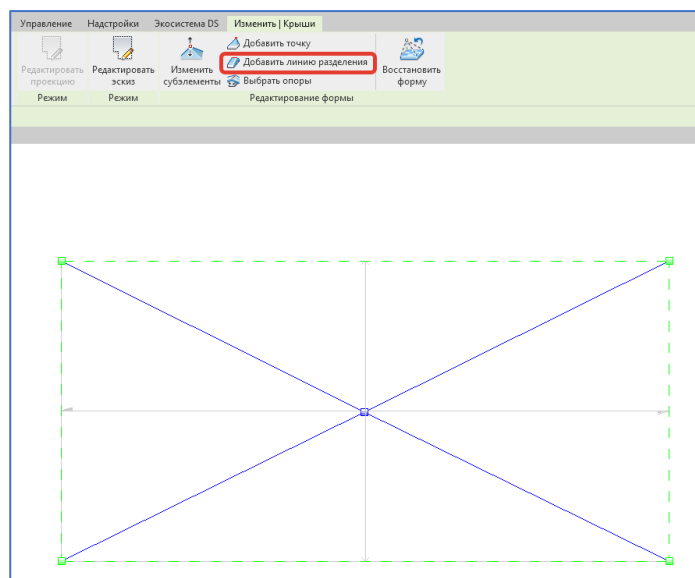 Управление Надстройки Экосистема DS Изменить | Крыши
Редактировать проекцию
Редактировать эскиз
Изменить субэлементы
Добавить точку
Добавить линию разделения
Выбрать опоры
Восстановить форму
Режим Режим Редактирование формы